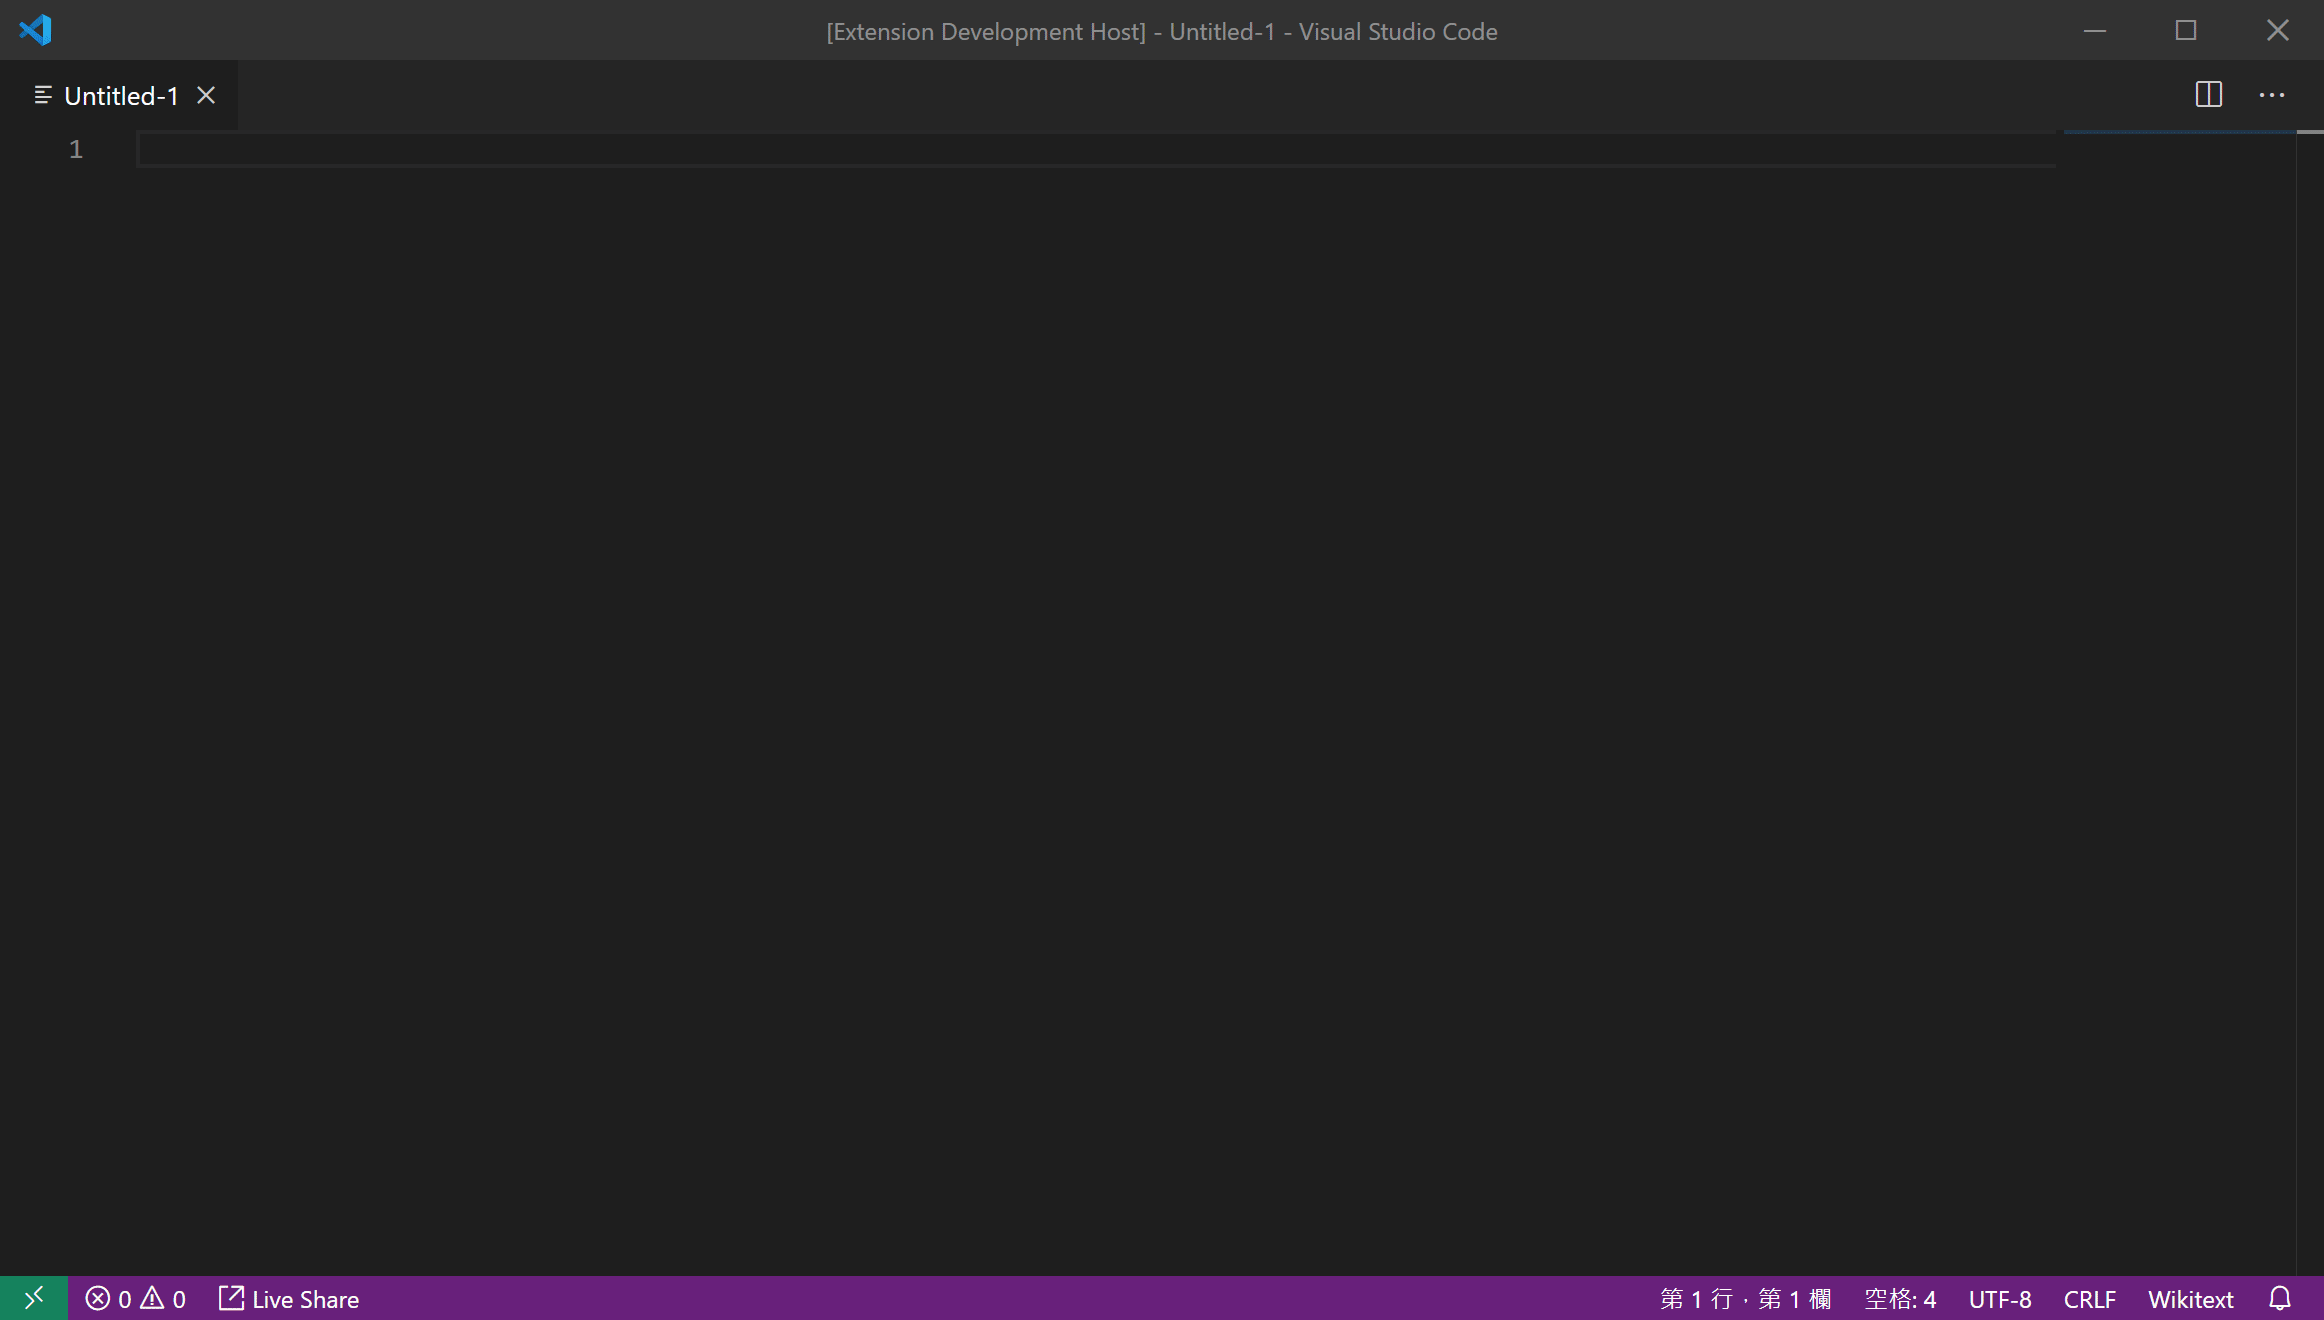 [Extension Development Host] - Untitled-1 - Visual Studio Code
Untitled-1
1
0 0 Live Share 第 1 行，第 1 欄 空格: 4 UTF-8 CRLF Wikitext